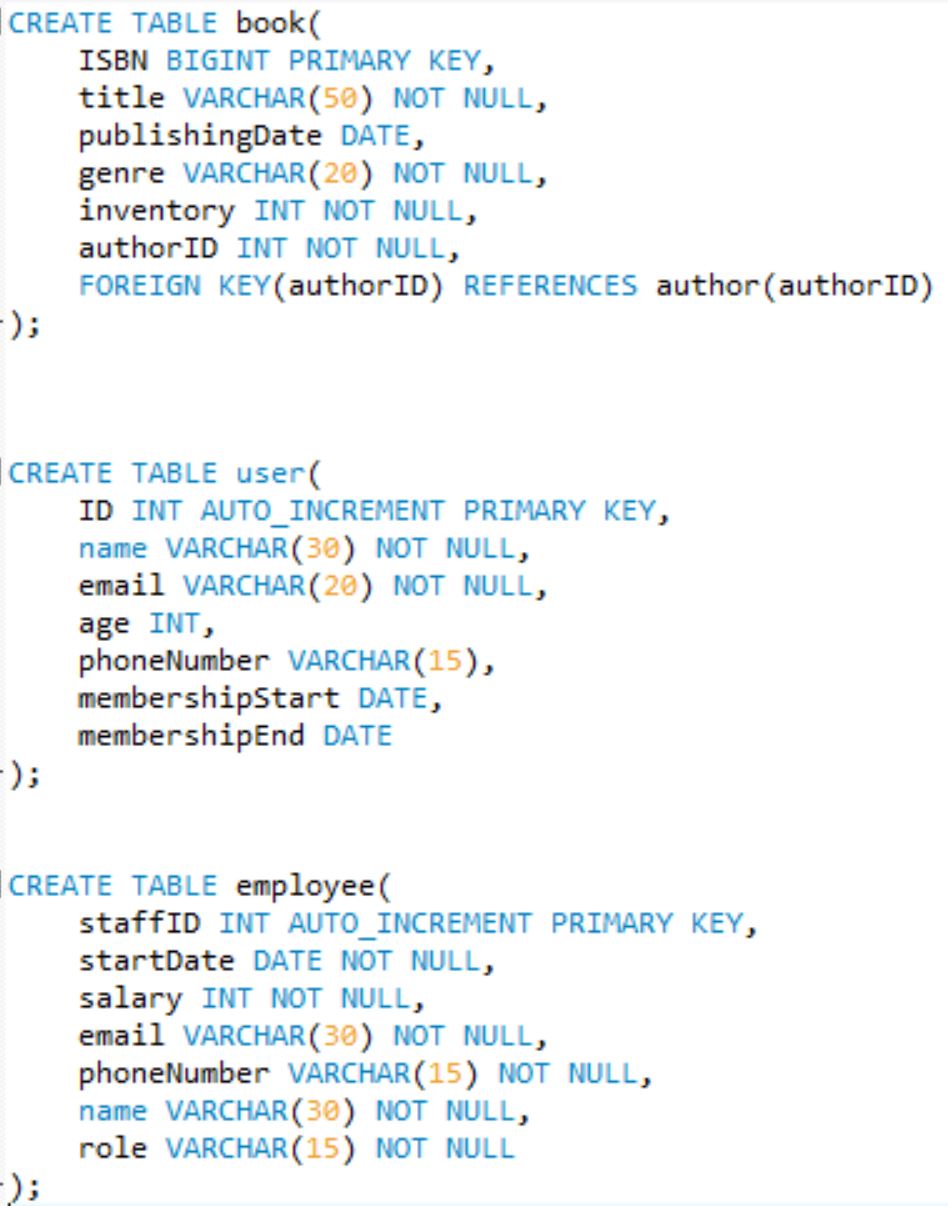 CREATE TABLE book(
    ISBN BIGINT PRIMARY KEY,
    title VARCHAR(50) NOT NULL,
    publishingDate DATE,
    genre VARCHAR(20) NOT NULL,
    inventory INT NOT NULL,
    authorID INT NOT NULL,
    FOREIGN KEY(authorID) REFERENCES author(authorID)
);
CREATE TABLE user(
    ID INT AUTO_INCREMENT PRIMARY KEY,
    name VARCHAR(30) NOT NULL,
    email VARCHAR(20) NOT NULL,
    age INT,
    phoneNumber VARCHAR(15),
    membershipStart DATE,
    membershipEnd DATE
);
CREATE TABLE employee(
    staffID INT AUTO_INCREMENT PRIMARY KEY,
    startDate DATE NOT NULL,
    salary INT NOT NULL,
    email VARCHAR(30) NOT NULL,
    phoneNumber VARCHAR(15) NOT NULL,
    name VARCHAR(30) NOT NULL,
    role VARCHAR(15) NOT NULL
);